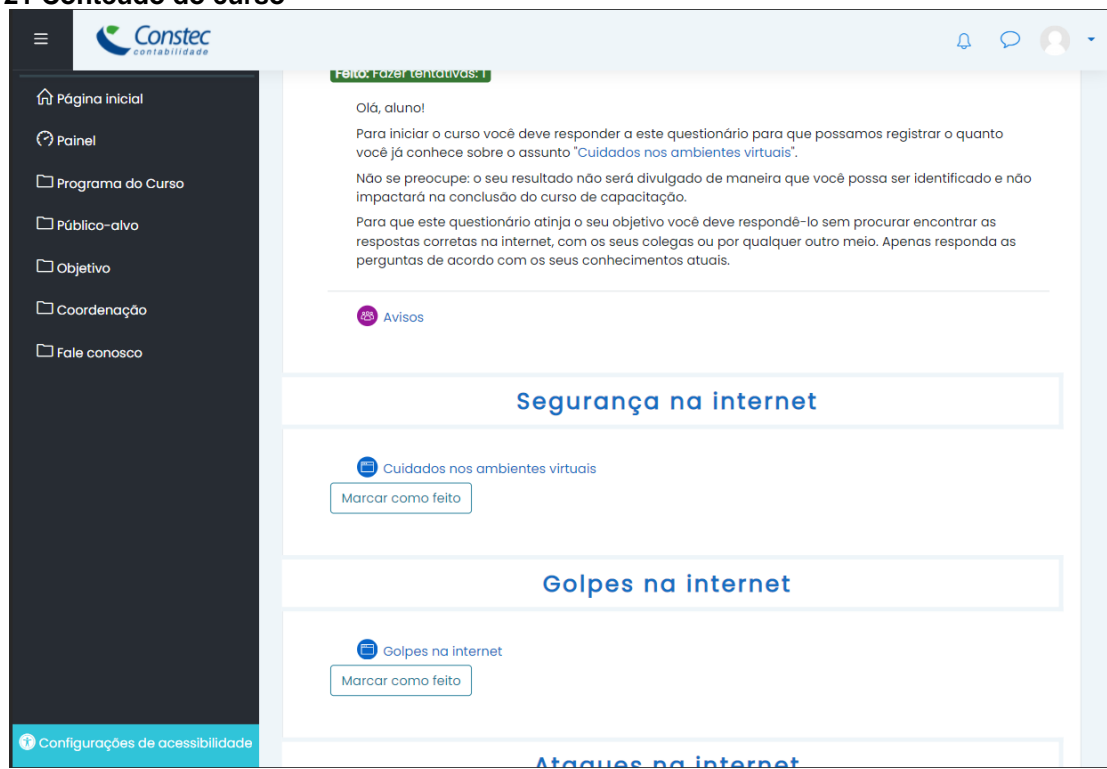 21 Conteúdo do curso
Constec
contabilidade
Feito: Fazer tentativas: 1
Página inicial
Painel
Programa do Curso
Público-alvo
Objetivo
Coordenação
Fale conosco
Configurações de acessibilidade
Olá, aluno!
Para iniciar o curso você deve responder a este questionário para que possamos registrar o quanto
você já conhece sobre o assunto "Cuidados nos ambientes virtuais".
Não se preocupe: o seu resultado não será divulgado de maneira que você possa ser identificado e não
impactará na conclusão do curso de capacitação.
Para que este questionário atinja o seu objetivo você deve respondê-lo sem procurar encontrar as
respostas corretas na internet, com os seus colegas ou por qualquer outro meio. Apenas responda as
perguntas de acordo com os seus conhecimentos atuais.
Avisos
Segurança na internet
Cuidados nos ambientes virtuais
Marcar como feito
Golpes na internet
Golpes na internet
Marcar como feito
Ataques na internet